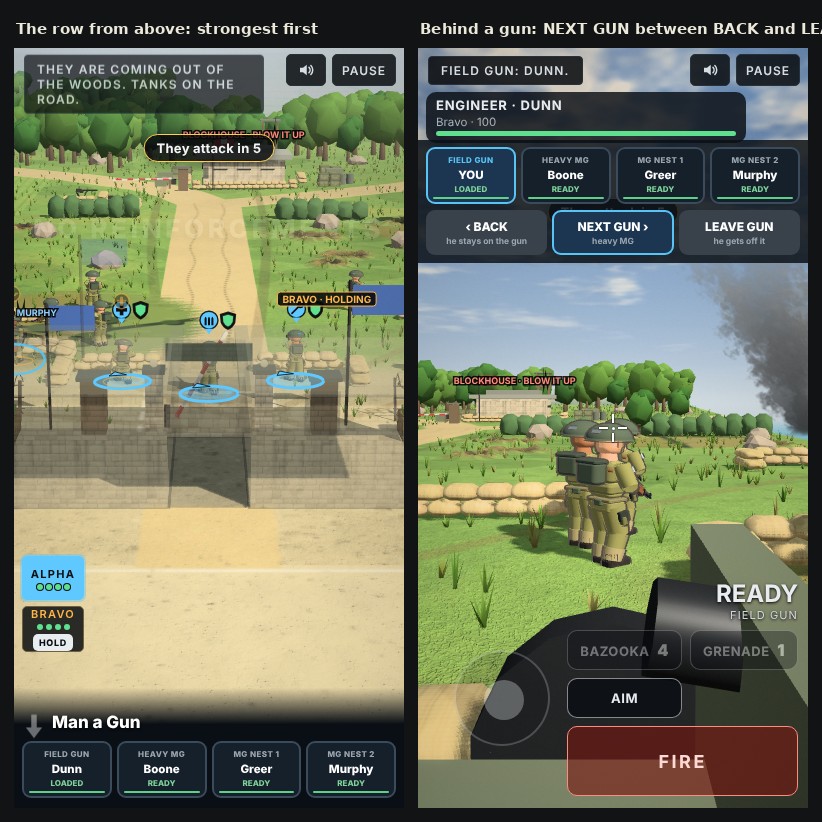 The row from above: strongest first
THEY ARE COMING OUT OF
THE WOODS. TANKS ON THE
ROAD.
PAUSE
BLOCKHOUSE · BLOW IT UP
They attack in 5
BRAVO · HOLDING
MURPHY
ALPHA
BRAVO
HOLD
Man a Gun
FIELD GUN
Dunn
LOADED
HEAVY MG
Boone
READY
MG NEST 1
Greer
READY
MG NEST 2
Murphy
READY
Behind a gun: NEXT GUN between BACK and LEA
FIELD GUN: DUNN.
PAUSE
ENGINEER · DUNN
Bravo · 100
FIELD GUN
YOU
LOADED
HEAVY MG
Boone
READY
MG NEST 1
Greer
READY
MG NEST 2
Murphy
READY
‹ BACK
he stays on the gun
NEXT GUN ›
heavy MG
LEAVE GUN
he gets off it
BLOCKHOUSE · BLOW IT UP
READY
FIELD GUN
BAZOOKA 4
GRENADE 1
AIM
FIRE